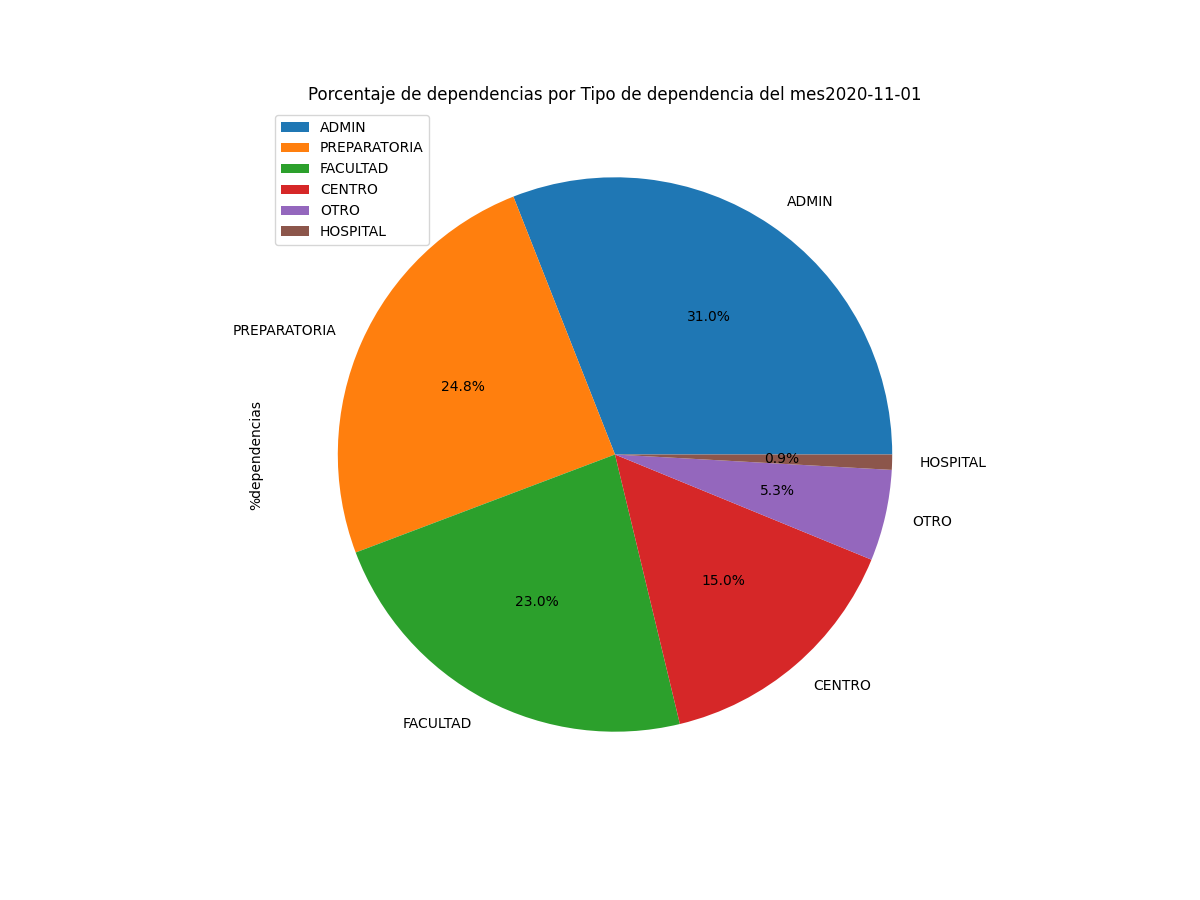 Porcentaje de dependencias por Tipo de dependencia del mes2020-11-01
ADMIN
PREPARATORIA
FACULTAD
CENTRO
OTRO
HOSPITAL
ADMIN
31.0%
PREPARATORIA
24.8%
%dependencias
0.9%
HOSPITAL
5.3%
OTRO
15.0%
23.0%
CENTRO
FACULTAD